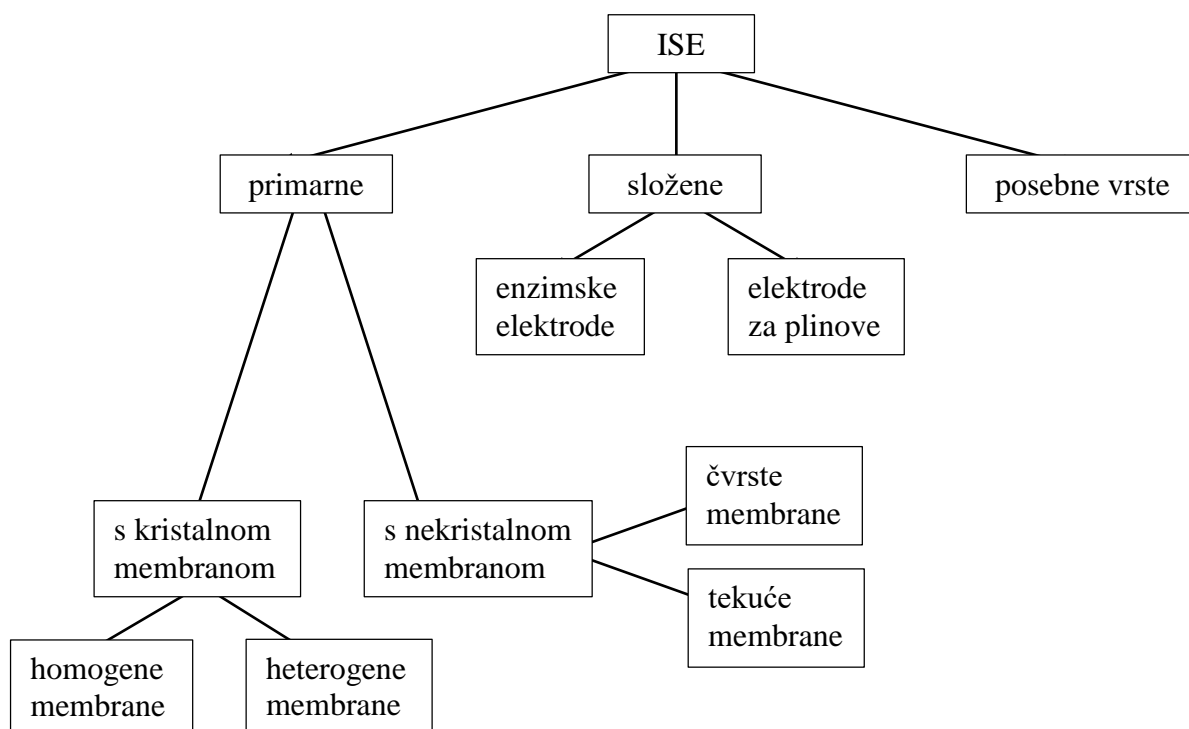 ISE
primarne
složene
posebne vrste
enzimske
elektrode
elektrode
za plinove
čvrste
membrane
s kristalnom
membranom
s nekristalnom
membranom
tekuće
membrane
homogene
membrane
heterogene
membrane